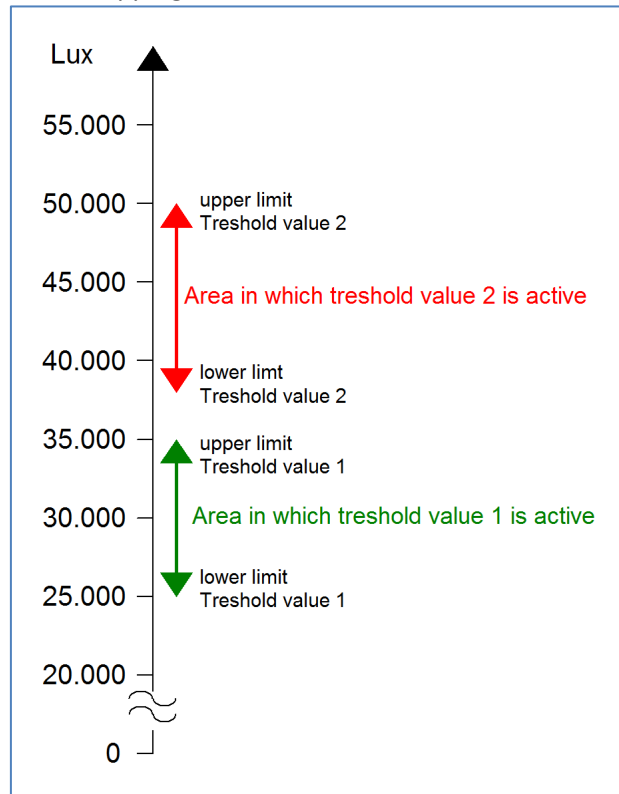 Lux
55.000
50.000
upper limit
Treshold value 2
45.000
Area in which treshold value 2 is active
40.000
lower limt
Treshold value 2
35.000
upper limit
Treshold value 1
30.000
Area in which treshold value 1 is active
25.000
lower limit
Treshold value 1
20.000
0